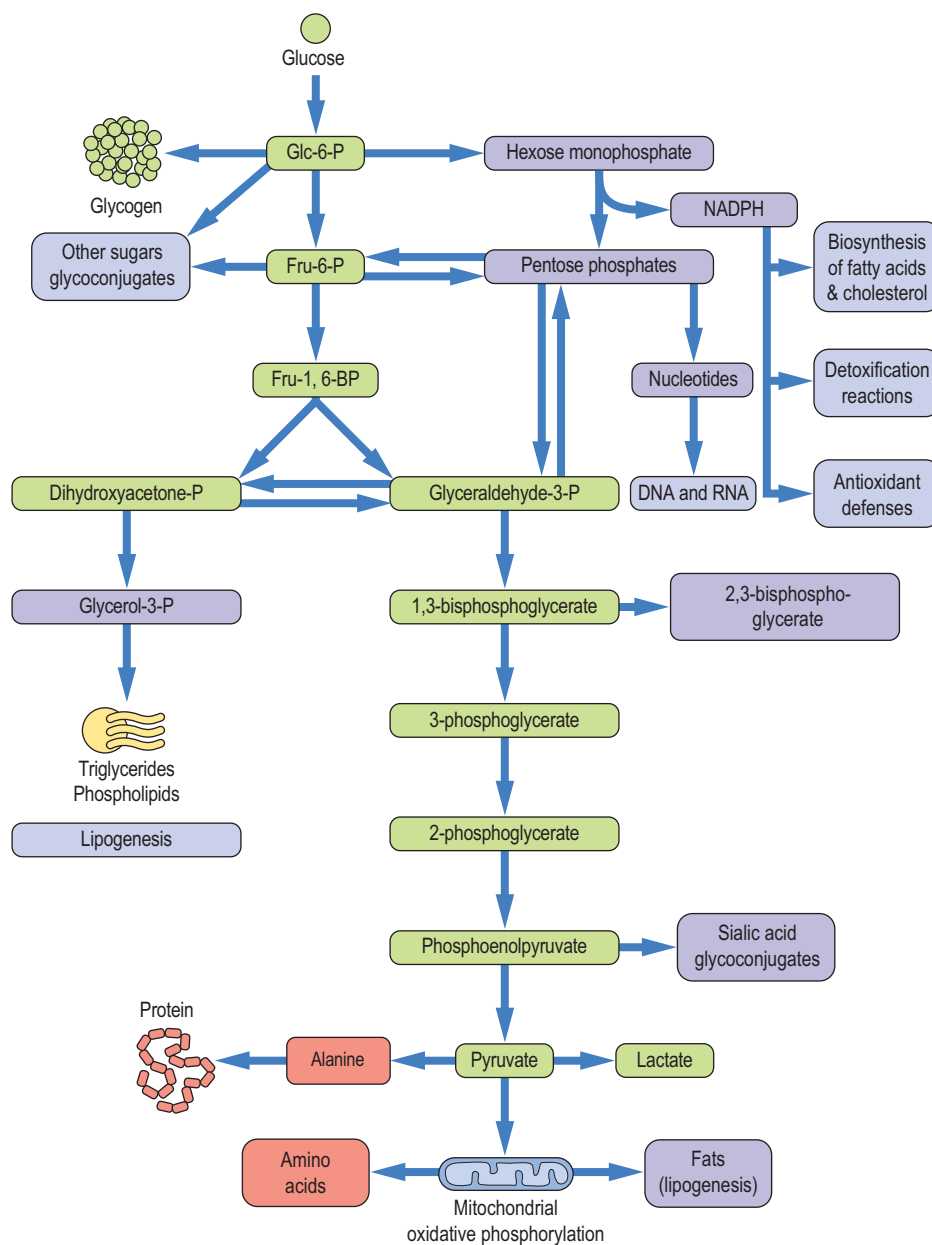 Glucose
Glc-6-P
Hexose monophosphate
Glycogen
NADPH
Other sugars
glycoconjugates
Fru-6-P
Pentose phosphates
Biosynthesis
of fatty acids
& cholesterol
Fru-1, 6-BP
Nucleotides
Detoxification
reactions
Dihydroxyacetone-P
Glyceraldehyde-3-P
DNA and RNA
Antioxidant
defenses
Glycerol-3-P
1,3-bisphosphoglycerate
2,3-bisphospho-
glycerate
3-phosphoglycerate
Triglycerides
Phospholipids
Lipogenesis
2-phosphoglycerate
Phosphoenolpyruvate
Sialic acid
glycoconjugates
Protein
Alanine
Pyruvate
Lactate
Amino
acids
Fats
(lipogenesis)
Mitochondrial
oxidative phosphorylation